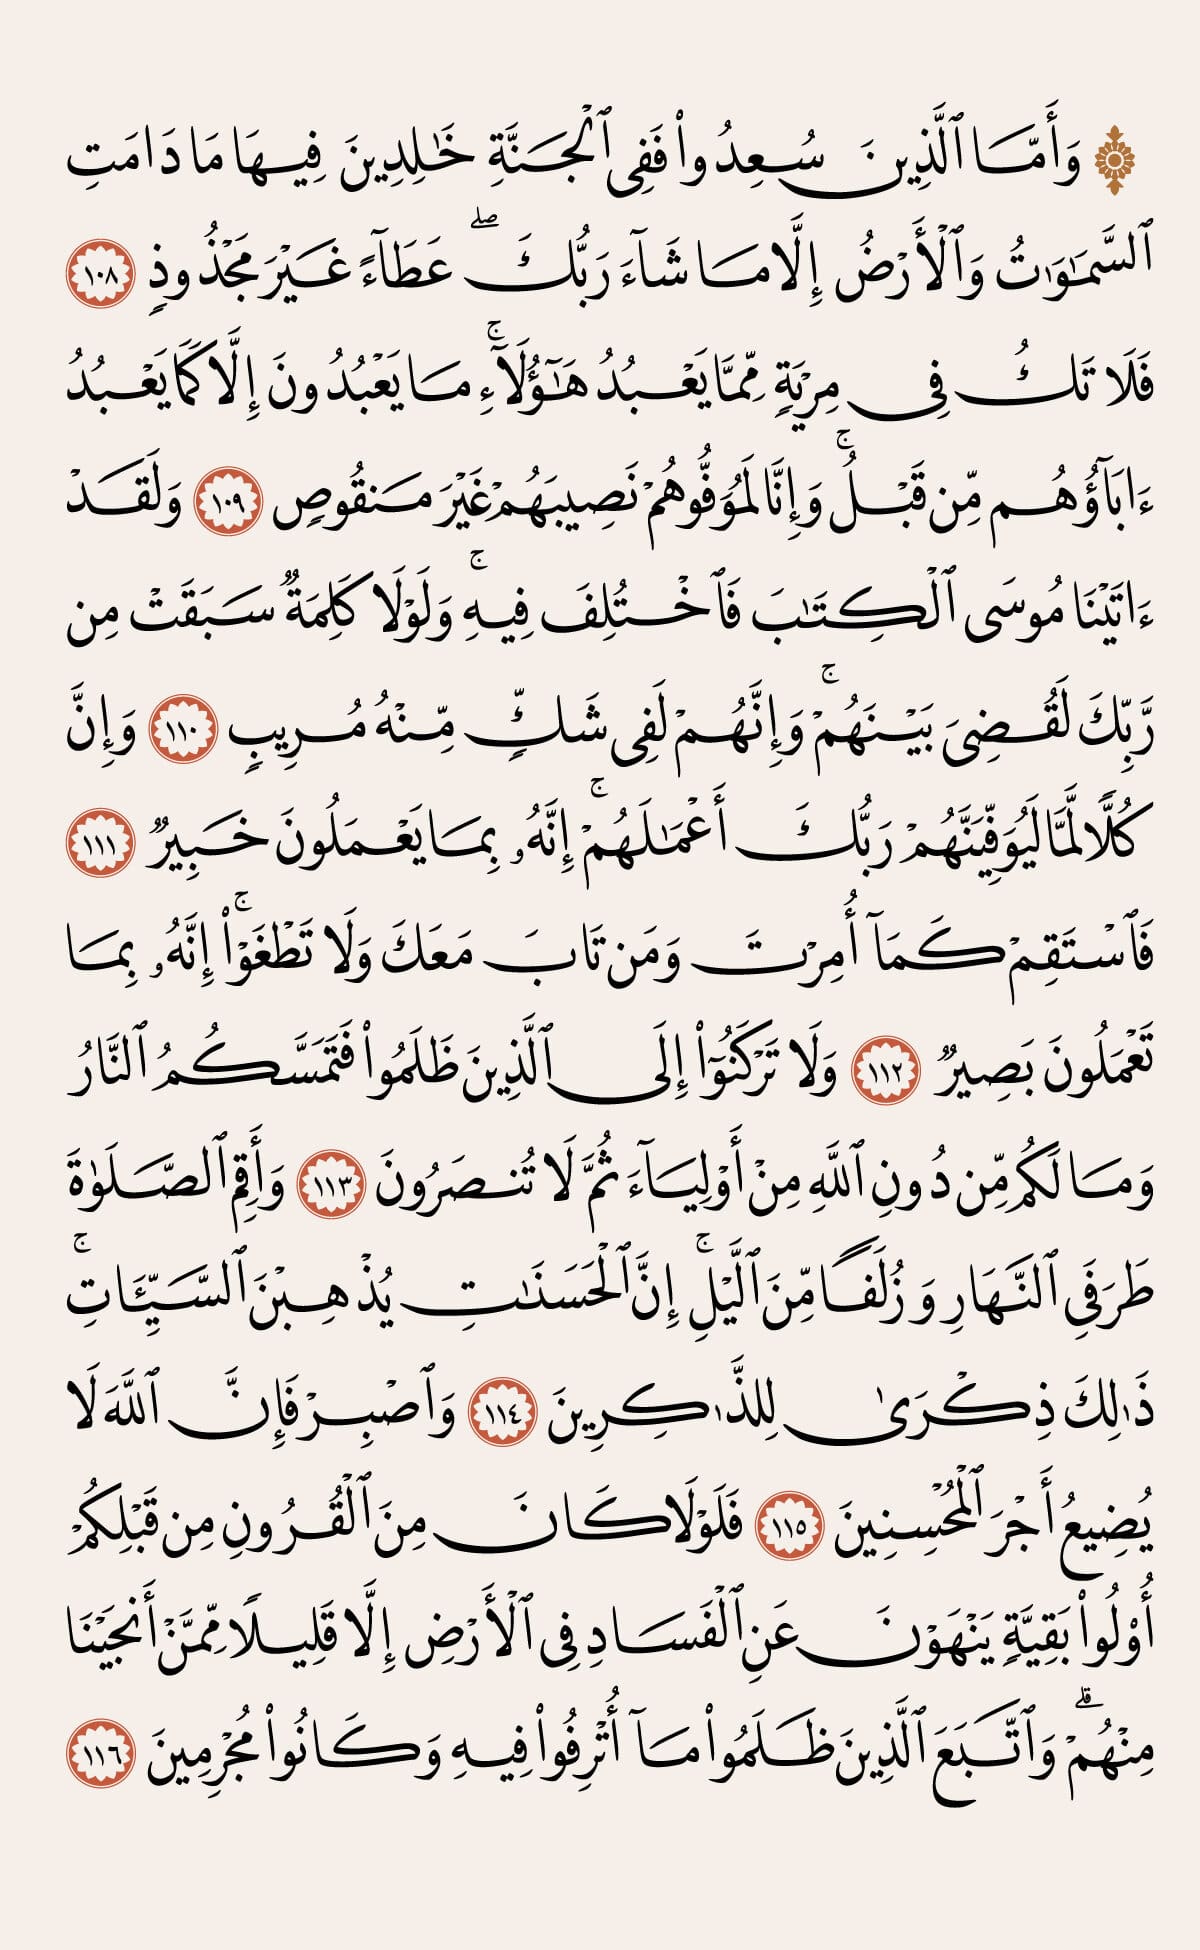 ۞ وَأَمَّا ٱلَّذِينَ سُعِدُوا۟ فَفِى ٱلْجَنَّةِ خَـٰلِدِينَ فِيهَا مَا دَامَتِ
ٱلسَّمَـٰوَٰتُ وَٱلْأَرْضُ إِلَّا مَا شَآءَ رَبُّكَ ۖ عَطَآءً غَيْرَ مَجْذُوذٍ ١٠٨
فَلَا تَكُ فِى مِرْيَةٍ مِّمَّا يَعْبُدُ هَـٰٓؤُلَآءِ ۚ مَا يَعْبُدُونَ إِلَّا كَمَا يَعْبُدُ
ءَابَآؤُهُم مِّن قَبْلُ ۚ وَإِنَّا لَمُوَفُّوهُمْ نَصِيبَهُمْ غَيْرَ مَنقُوصٍ ١٠٩ وَلَقَدْ
ءَاتَيْنَا مُوسَى ٱلْكِتَـٰبَ فَٱخْتُلِفَ فِيهِ ۚ وَلَوْلَا كَلِمَةٌ سَبَقَتْ مِن
رَّبِّكَ لَقُضِىَ بَيْنَهُمْ ۚ وَإِنَّهُمْ لَفِى شَكٍّ مِّنْهُ مُرِيبٍ ١١٠ وَإِنَّ
كُلًّا لَّمَّا لَيُوَفِّيَنَّهُمْ رَبُّكَ أَعْمَـٰلَهُمْ ۚ إِنَّهُۥ بِمَا يَعْمَلُونَ خَبِيرٌ ١١١
فَٱسْتَقِمْ كَمَآ أُمِرْتَ وَمَن تَابَ مَعَكَ وَلَا تَطْغَوْا۟ ۚ إِنَّهُۥ بِمَا
تَعْمَلُونَ بَصِيرٌ ١١٢ وَلَا تَرْكَنُوٓا۟ إِلَى ٱلَّذِينَ ظَلَمُوا۟ فَتَمَسَّكُمُ ٱلنَّارُ
وَمَا لَكُم مِّن دُونِ ٱللَّهِ مِنْ أَوْلِيَآءَ ثُمَّ لَا تُنصَرُونَ ١١٣ وَأَقِمِ ٱلصَّلَوٰةَ
طَرَفَىِ ٱلنَّهَارِ وَزُلَفًا مِّنَ ٱلَّيْلِ ۚ إِنَّ ٱلْحَسَنَـٰتِ يُذْهِبْنَ ٱلسَّيِّـَٔاتِ ۚ
ذَٰلِكَ ذِكْرَىٰ لِلذَّٰكِرِينَ ١١٤ وَٱصْبِرْ فَإِنَّ ٱللَّهَ لَا
يُضِيعُ أَجْرَ ٱلْمُحْسِنِينَ ١١٥ فَلَوْلَا كَانَ مِنَ ٱلْقُرُونِ مِن قَبْلِكُمْ
أُو۟لُوا۟ بَقِيَّةٍ يَنْهَوْنَ عَنِ ٱلْفَسَادِ فِى ٱلْأَرْضِ إِلَّا قَلِيلًا مِّمَّنْ أَنجَيْنَا
مِنْهُمْ ۗ وَٱتَّبَعَ ٱلَّذِينَ ظَلَمُوا۟ مَآ أُتْرِفُوا۟ فِيهِ وَكَانُوا۟ مُجْرِمِينَ ١١٦